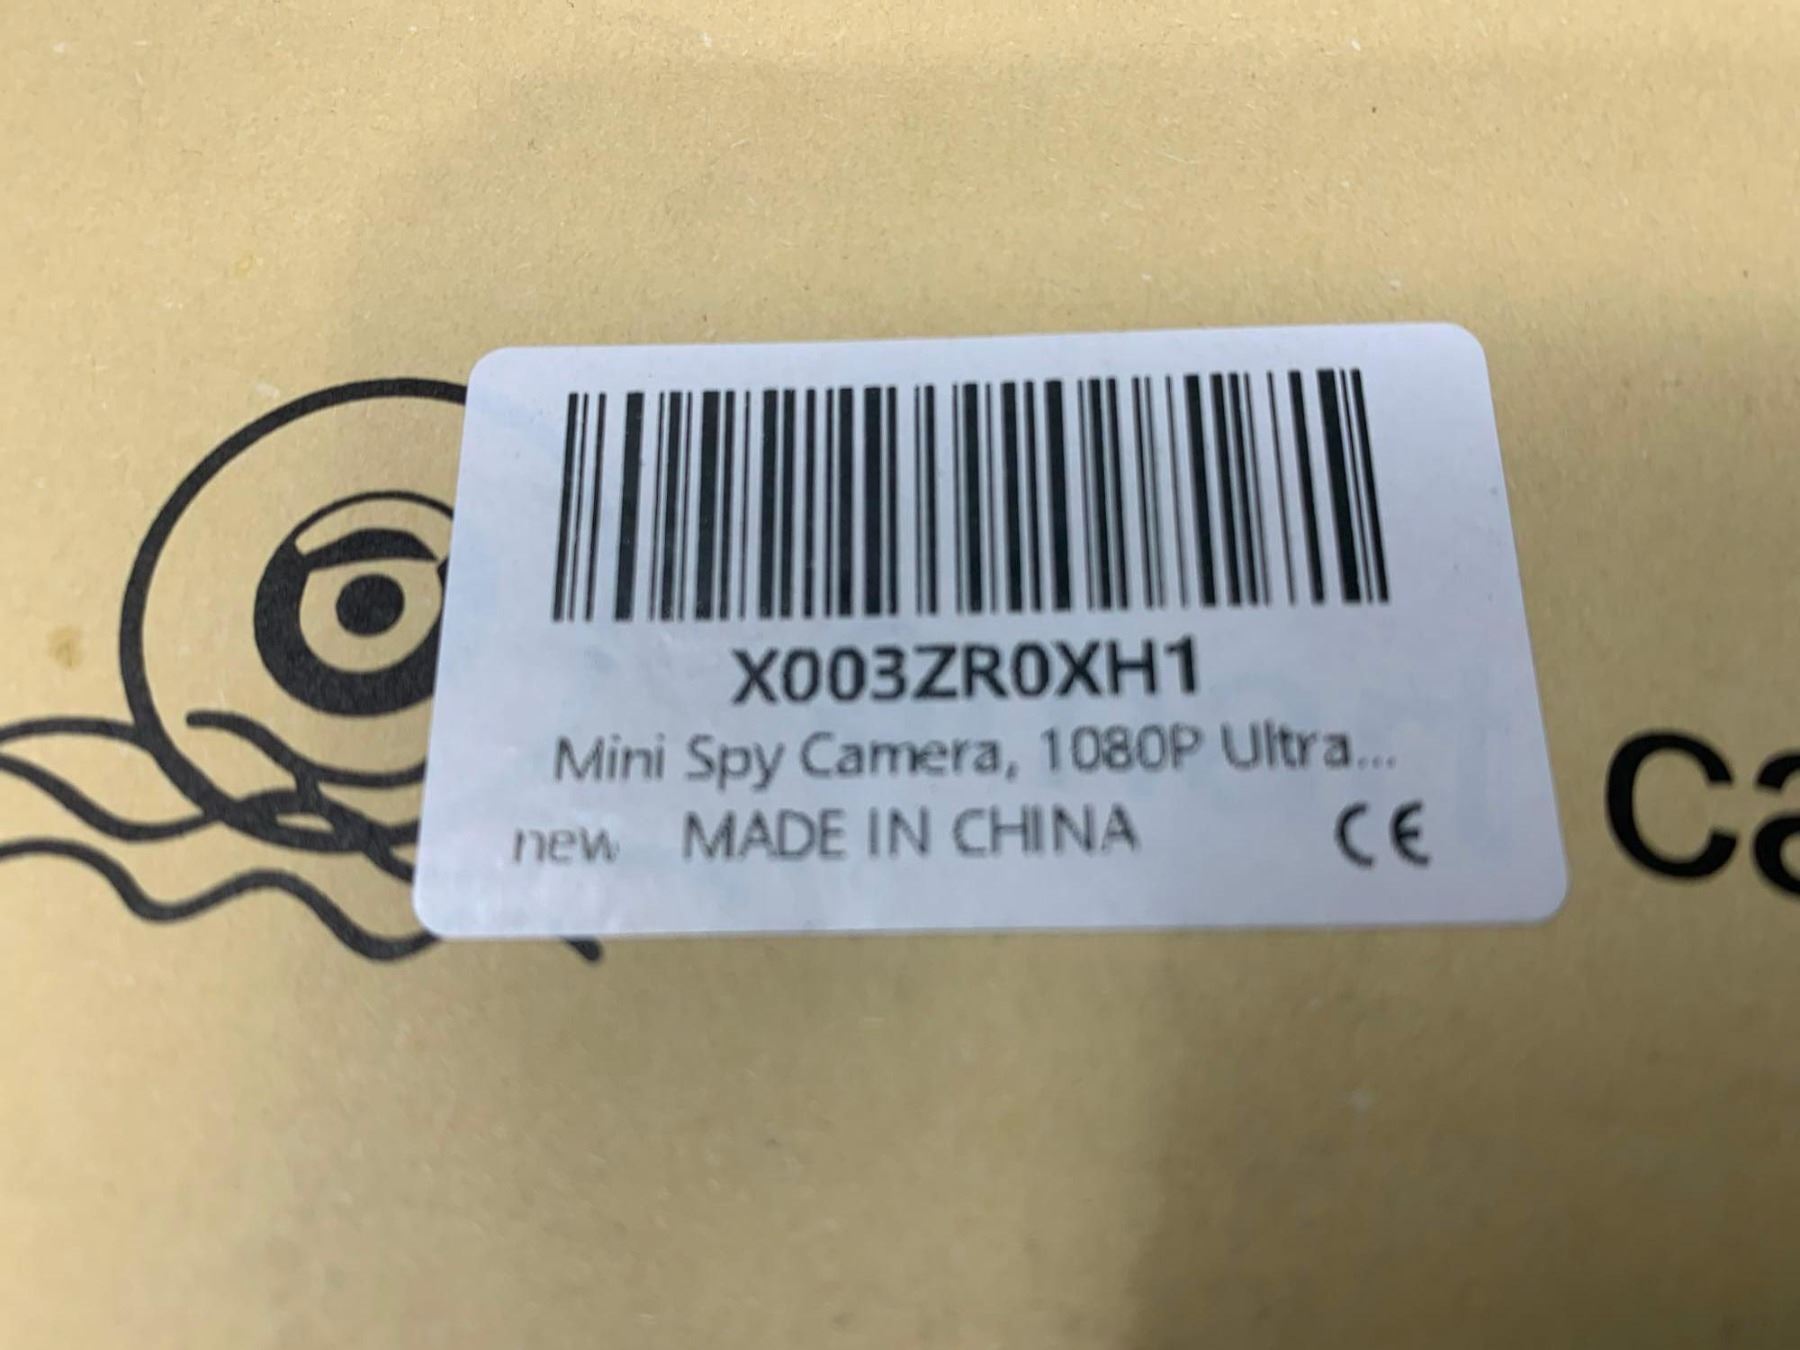 X003ZR0XH1
Mini Spy Camera, 1080P Ultra...
new MADE IN CHINA CE
Ca